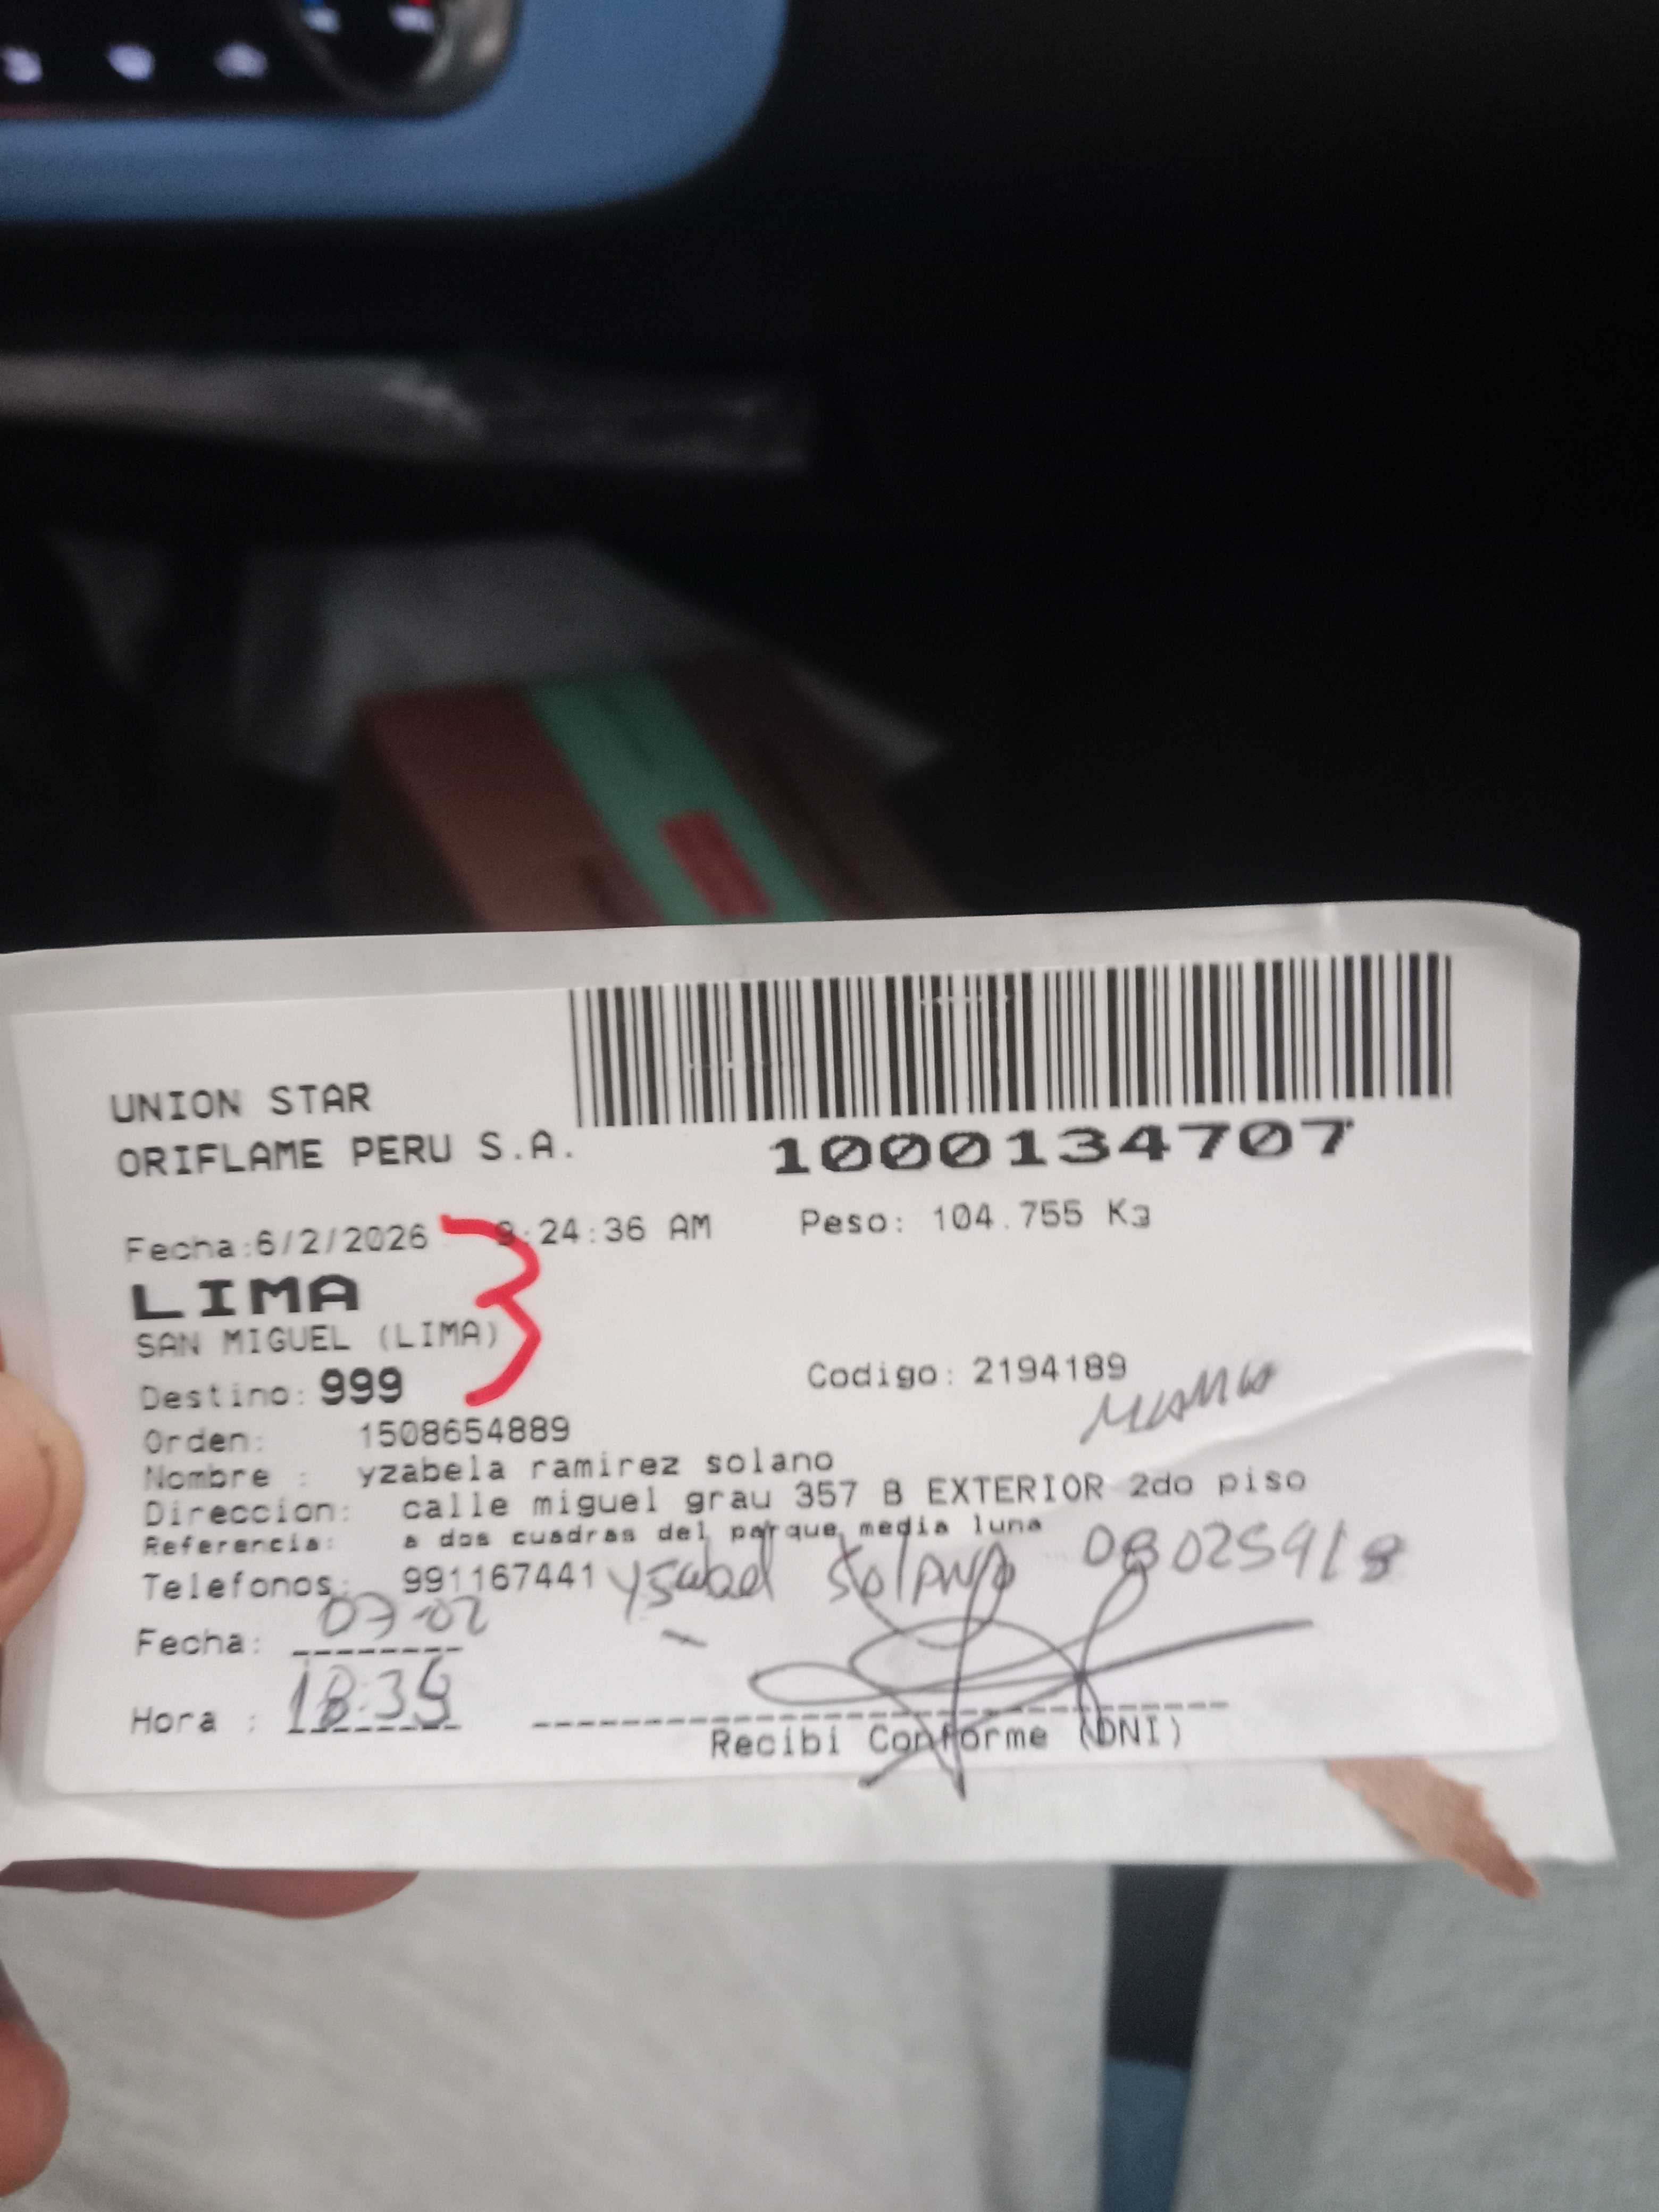 UNION STAR
ORIFLAME PERU S.A.
1000134707
Fecha:6/2/2026 9:24:36 AM Peso: 104.755 Kg
LIMA
SAN MIGUEL (LIMA)
Destino: 999
Codigo: 2194189
Orden: 1508654889
Nombre : yzabela ramirez solano
Direccion: calle miguel grau 357 B EXTERIOR 2do piso
Referencia: a dos cuadras del parque media luna
Telefonos: 991167441 Ysabel Solano 08025918
Fecha: 07-02
Hora : 18:35
Recibi Conforme (DNI)